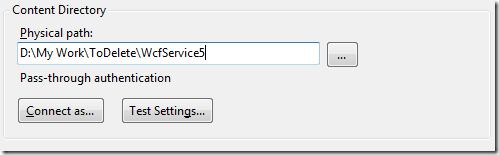 Content Directory
Physical path:
D:\My Work\ToDelete\WcfService5
...
Pass-through authentication
Connect as...
Test Settings...